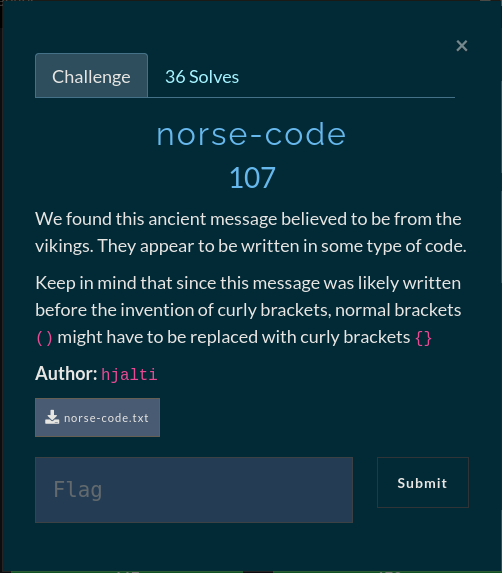 ×
Challenge
36 Solves
norse-code
107
We found this ancient message believed to be from the
vikings. They appear to be written in some type of code.
Keep in mind that since this message was likely written
before the invention of curly brackets, normal brackets
() might have to be replaced with curly brackets {}
Author: hjalti
norse-code.txt
Flag
Submit